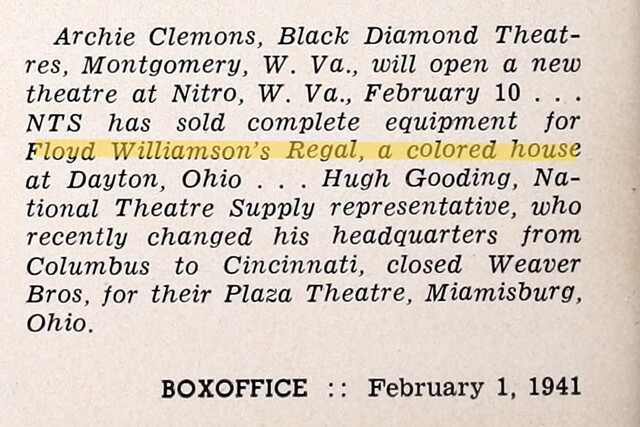 Archie Clemons, Black Diamond Theat-
res, Montgomery, W. Va., will open a new
theatre at Nitro, W. Va., February 10 . . .
NTS has sold complete equipment for
Floyd Williamson's Regal, a colored house
at Dayton, Ohio . . . Hugh Gooding, Na-
tional Theatre Supply representative, who
recently changed his headquarters from
Columbus to Cincinnati, closed Weaver
Bros, for their Plaza Theatre, Miamisburg,
Ohio.
BOXOFFICE :: February 1, 1941